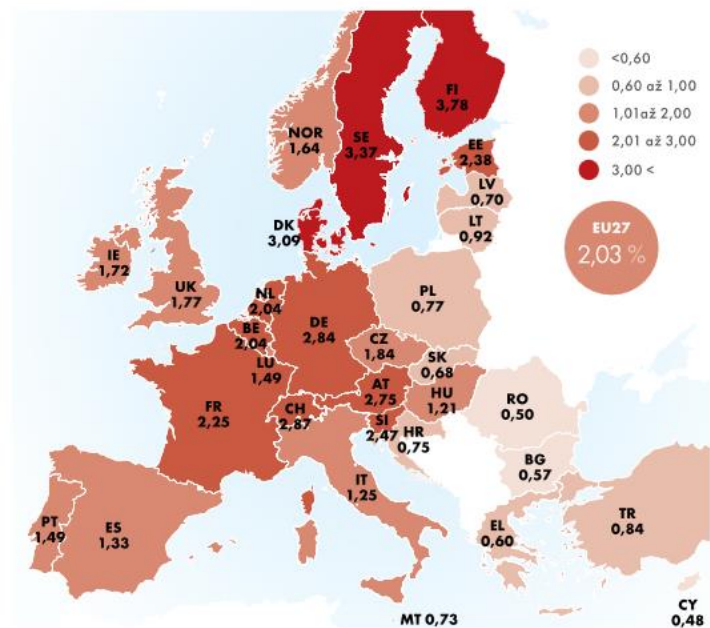 <0,60
0,60 až 1,00
1,01až 2,00
2,01 až 3,00
3,00 <
EU27
2,03 %
FI
3,78
SE
3,37
NOR
1,64
EE
2,38
LV
0,70
LT
0,92
DK
3,09
IE
1,72
UK
1,77
NL
2,04
BE
2,04
LU
1,49
DE
2,84
PL
0,77
CZ
1,84
SK
0,68
AT
2,75
HU
1,21
FR
2,25
CH
2,87
SI
2,47
HR
0,75
RO
0,50
BG
0,57
IT
1,25
PT
1,49
ES
1,33
EL
0,60
TR
0,84
MT 0,73
CY
0,48